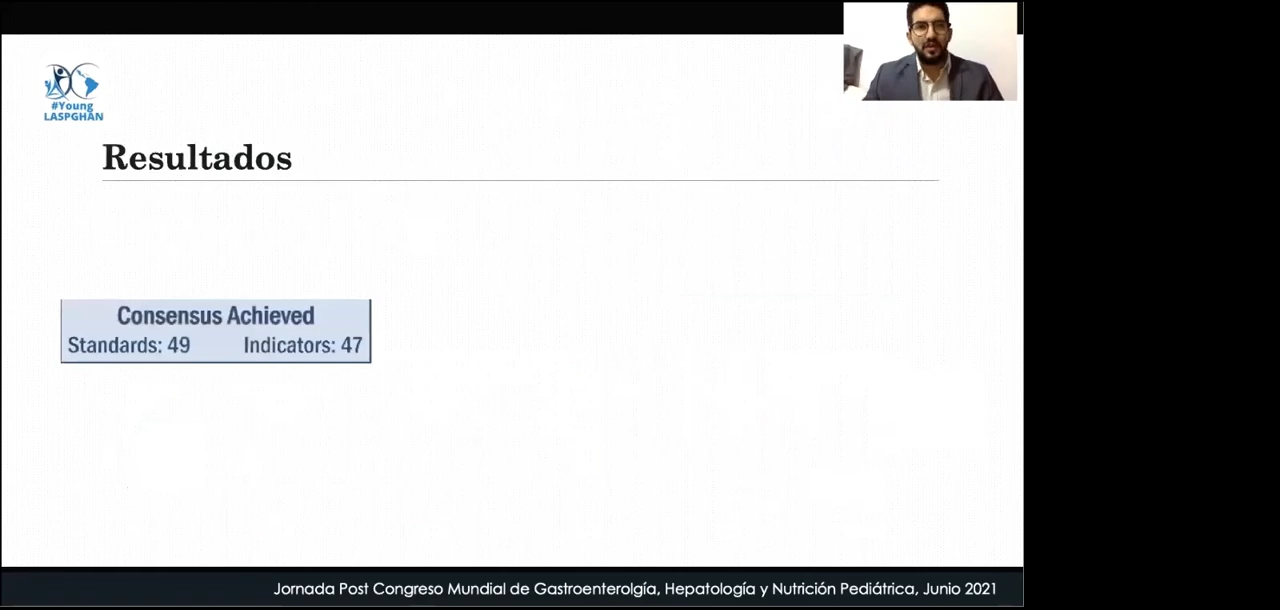 #Young
LASPGHAN
Resultados
Consensus Achieved
Standards: 49 Indicators: 47
Jornada Post Congreso Mundial de Gastroenterolgía, Hepatología y Nutrición Pediátrica, Junio 2021